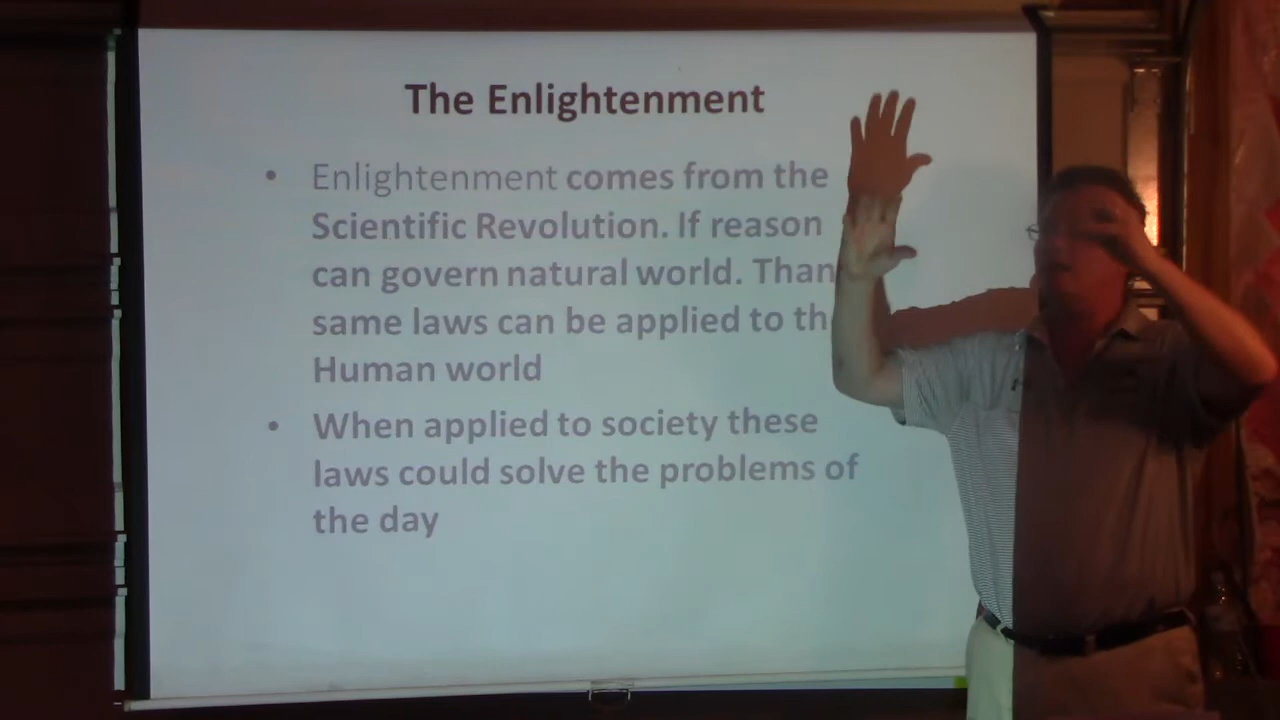 The Enlightenment
• Enlightenment comes from the
Scientific Revolution. If reason
can govern natural world. Than
same laws can be applied to th
Human world
• When applied to society these
laws could solve the problems of
the day